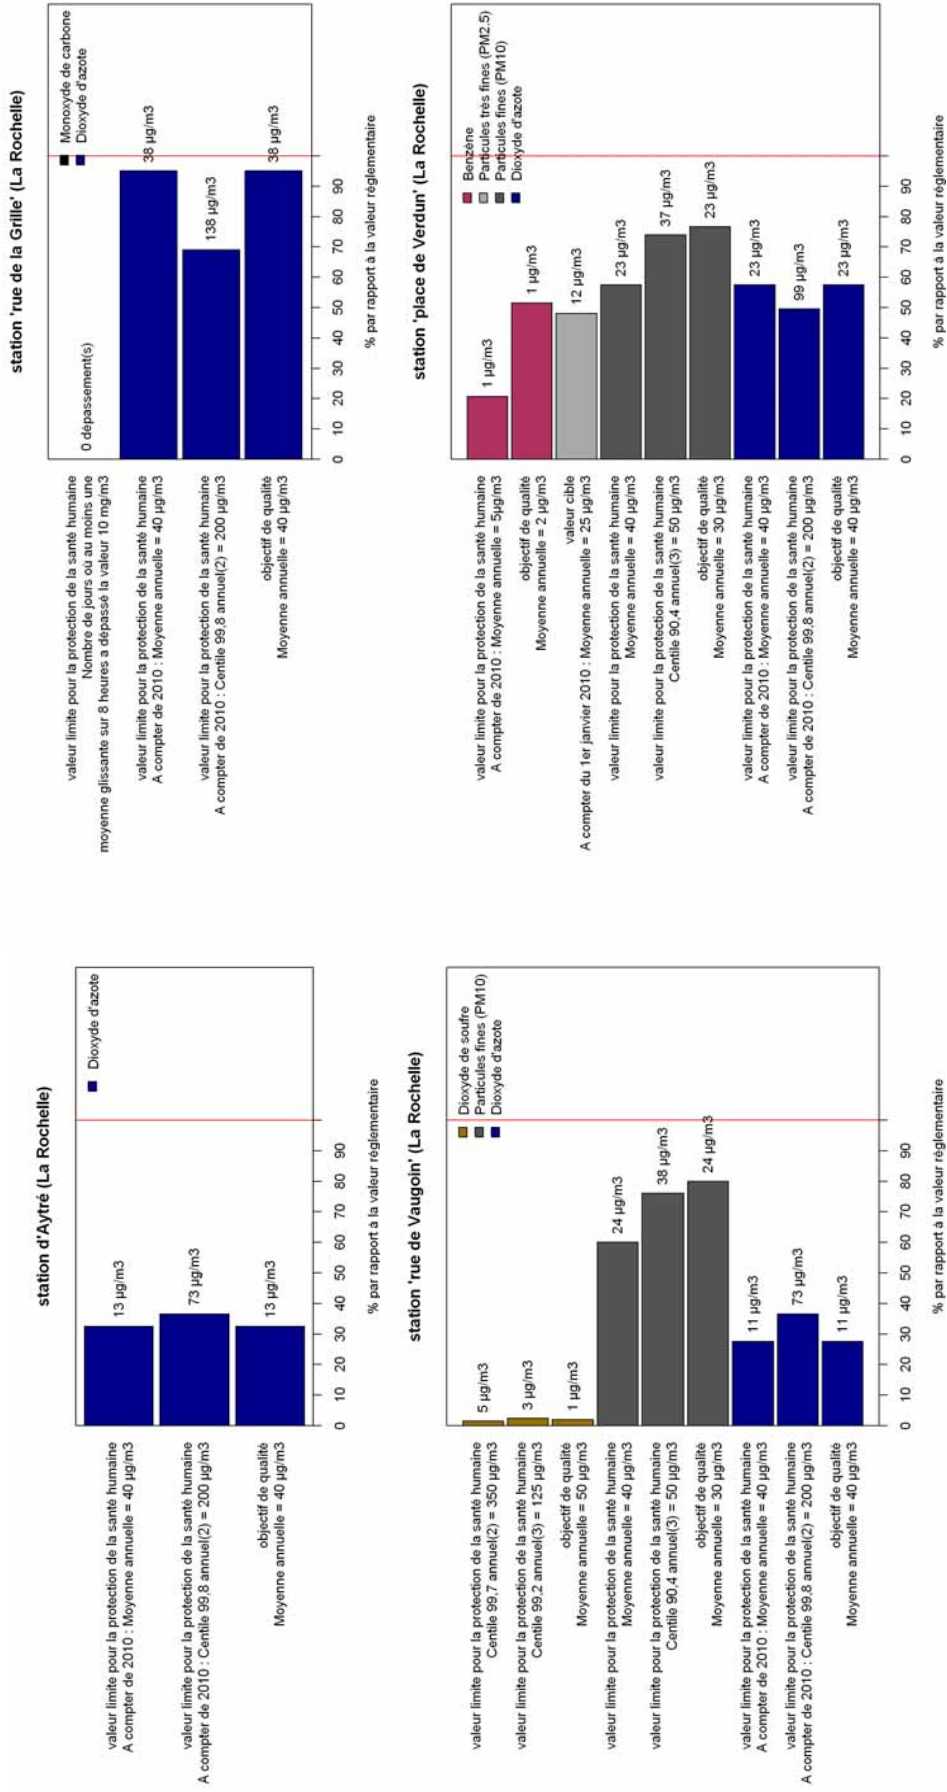 station d'Aytré (La Rochelle)
Dioxyde d'azote
valeur limite pour la protection de la santé humaine
A compter de 2010 : Moyenne annuelle = 40 µg/m3
13 µg/m3
valeur limite pour la protection de la santé humaine
A compter de 2010 : Centile 99,8 annuel(2) = 200 µg/m3
73 µg/m3
objectif de qualité
Moyenne annuelle = 40 µg/m3
13 µg/m3
0 10 20 30 40 50 60 70 80 90
% par rapport à la valeur réglementaire
station 'rue de la Grille' (La Rochelle)
Monoxyde de carbone
Dioxyde d'azote
valeur limite pour la protection de la santé humaine
Nombre de jours où au moins une
moyenne glissante sur 8 heures a dépassé la valeur 10 mg/m3
0 dépassement(s)
valeur limite pour la protection de la santé humaine
A compter de 2010 : Moyenne annuelle = 40 µg/m3
38 µg/m3
valeur limite pour la protection de la santé humaine
A compter de 2010 : Centile 99,8 annuel(2) = 200 µg/m3
138 µg/m3
objectif de qualité
Moyenne annuelle = 40 µg/m3
38 µg/m3
0 10 20 30 40 50 60 70 80 90
% par rapport à la valeur réglementaire
station 'rue de Vaugoin' (La Rochelle)
Dioxyde de soufre
Particules fines (PM10)
Dioxyde d'azote
valeur limite pour la protection de la santé humaine
Centile 99,7 annuel(2) = 350 µg/m3
5 µg/m3
valeur limite pour la protection de la santé humaine
Centile 99,2 annuel(3) = 125 µg/m3
3 µg/m3
objectif de qualité
Moyenne annuelle = 50 µg/m3
1 µg/m3
valeur limite pour la protection de la santé humaine
Moyenne annuelle = 40 µg/m3
24 µg/m3
valeur limite pour la protection de la santé humaine
Centile 90,4 annuel(3) = 50 µg/m3
38 µg/m3
objectif de qualité
Moyenne annuelle = 30 µg/m3
24 µg/m3
valeur limite pour la protection de la santé humaine
A compter de 2010 : Moyenne annuelle = 40 µg/m3
11 µg/m3
valeur limite pour la protection de la santé humaine
A compter de 2010 : Centile 99,8 annuel(2) = 200 µg/m3
73 µg/m3
objectif de qualité
Moyenne annuelle = 40 µg/m3
11 µg/m3
0 10 20 30 40 50 60 70 80 90
% par rapport à la valeur réglementaire
station 'place de Verdun' (La Rochelle)
Benzène
Particules très fines (PM2.5)
Particules fines (PM10)
Dioxyde d'azote
valeur limite pour la protection de la santé humaine
A compter de 2010 : Moyenne annuelle = 5µg/m3
1 µg/m3
objectif de qualité
Moyenne annuelle = 2 µg/m3
1 µg/m3
valeur cible
A compter du 1er janvier 2010 : Moyenne annuelle = 25 µg/m3
12 µg/m3
valeur limite pour la protection de la santé humaine
Moyenne annuelle = 40 µg/m3
23 µg/m3
valeur limite pour la protection de la santé humaine
Centile 90,4 annuel(3) = 50 µg/m3
37 µg/m3
objectif de qualité
Moyenne annuelle = 30 µg/m3
23 µg/m3
valeur limite pour la protection de la santé humaine
A compter de 2010 : Moyenne annuelle = 40 µg/m3
23 µg/m3
valeur limite pour la protection de la santé humaine
A compter de 2010 : Centile 99,8 annuel(2) = 200 µg/m3
99 µg/m3
objectif de qualité
Moyenne annuelle = 40 µg/m3
23 µg/m3
0 10 20 30 40 50 60 70 80 90
% par rapport à la valeur réglementaire